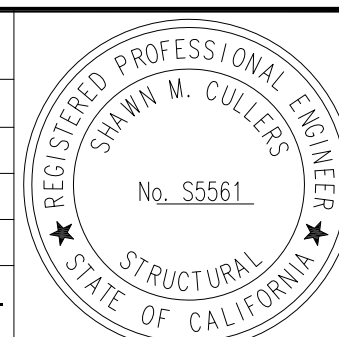 REGISTERED PROFESSIONAL ENGINEER
SHAWN M. CULLERS
No. S5561
STRUCTURAL
STATE OF CALIFORNIA